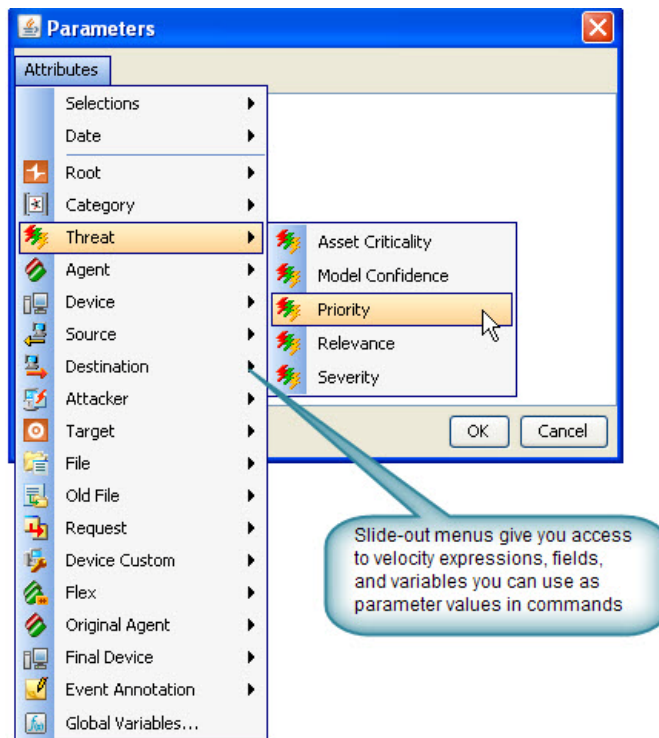 Parameters
Attributes
Selections
Date
Root
Category
Threat
Agent
Device
Source
Destination
Attacker
Target
File
Old File
Request
Device Custom
Flex
Original Agent
Final Device
Event Annotation
Global Variables...
Asset Criticality
Model Confidence
Priority
Relevance
Severity
OK
Cancel
Slide-out menus give you access
to velocity expressions, fields,
and variables you can use as
parameter values in commands